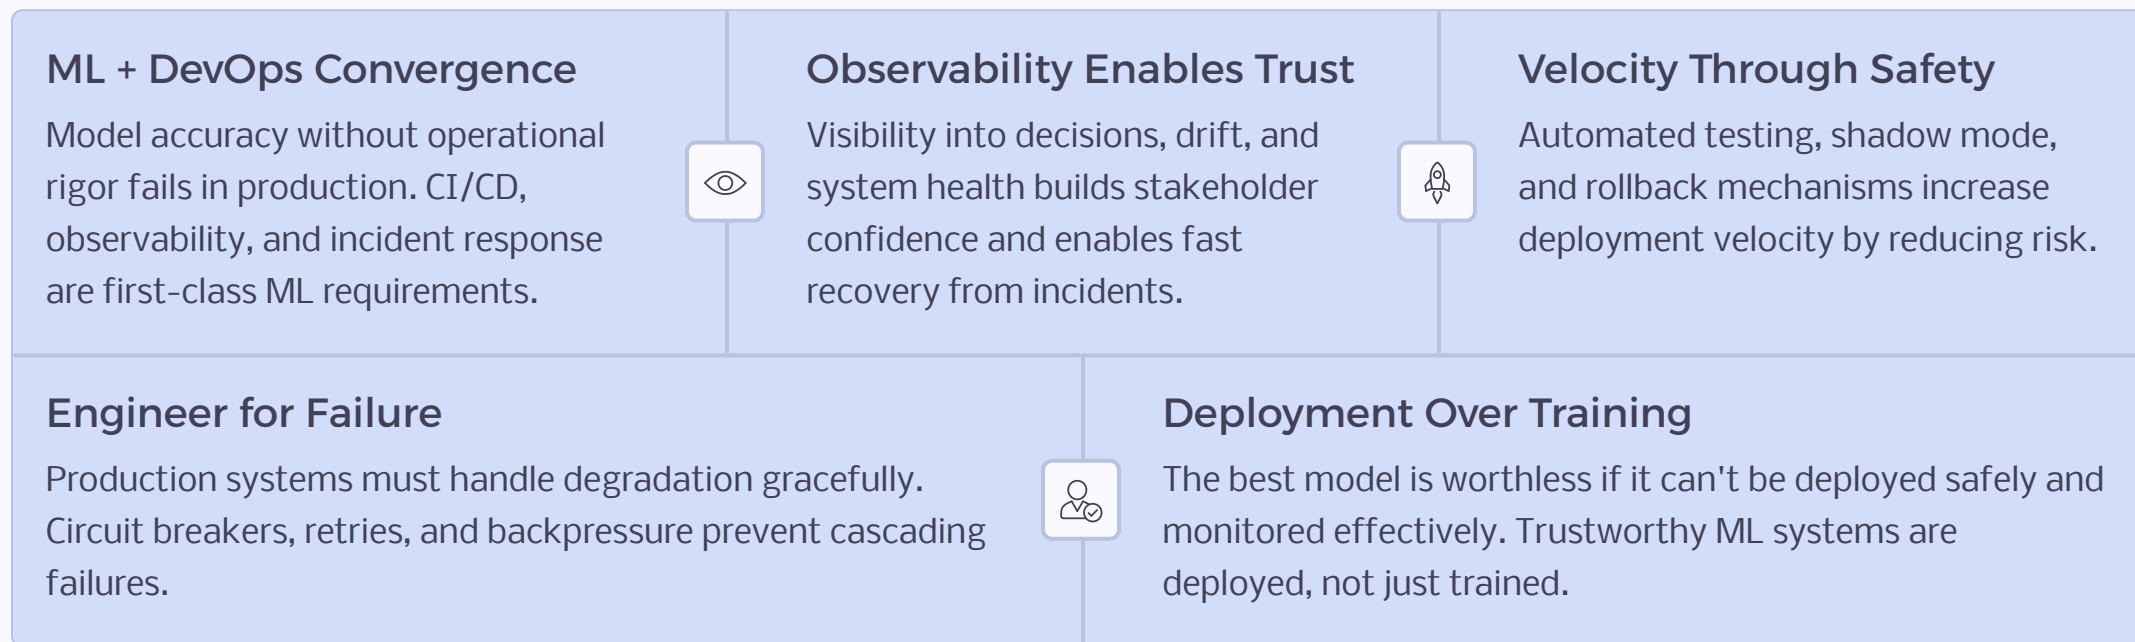 ML + DevOps Convergence
Model accuracy without operational
rigor fails in production. CI/CD,
observability, and incident response
are first-class ML requirements.
Observability Enables Trust
Visibility into decisions, drift, and
system health builds stakeholder
confidence and enables fast
recovery from incidents.
Velocity Through Safety
Automated testing, shadow mode,
and rollback mechanisms increase
deployment velocity by reducing risk.
Engineer for Failure
Production systems must handle degradation gracefully.
Circuit breakers, retries, and backpressure prevent cascading
failures.
Deployment Over Training
The best model is worthless if it can't be deployed safely and
monitored effectively. Trustworthy ML systems are
deployed, not just trained.